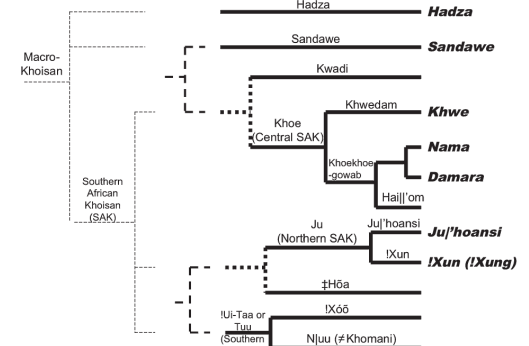 Hadza
Hadza
Sandawe
Sandawe
Macro-
Khoisan
Kwadi
Khwedam
Khwe
Khoe
(Central SAK)
Nama
Khoekhoe
-gowab
Damara
Southern
African
Khoisan
(SAK)
Hai||'om
Ju
(Northern SAK)
Ju|'hoansi
Ju|'hoansi
!Xun
!Xun (!Xung)
‡Hõa
!Xóõ
!Ui-Taa or
Tuu
(Southern
N|uu (≠Khomani)